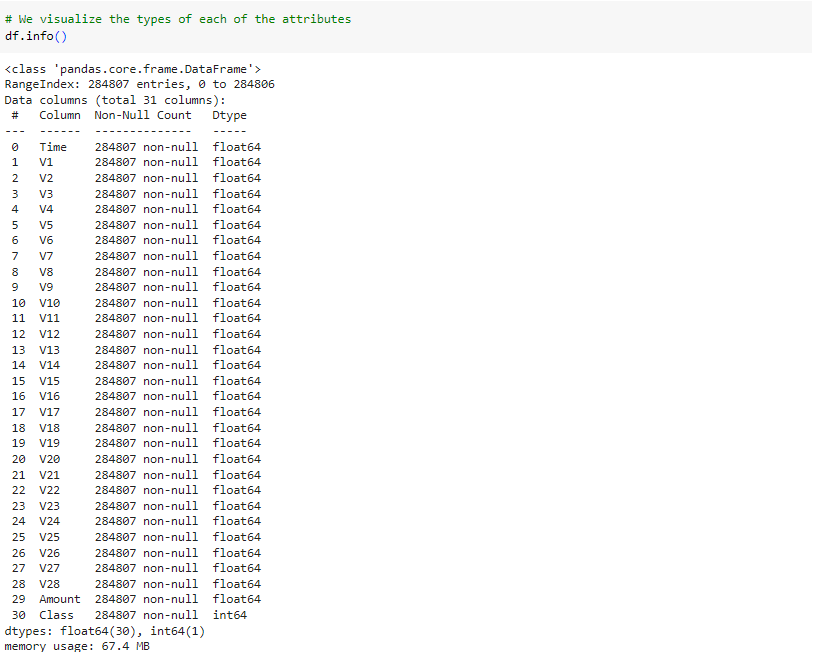 # We visualize the types of each of the attributes
df.info()
<class 'pandas.core.frame.DataFrame'>
RangeIndex: 284807 entries, 0 to 284806
Data columns (total 31 columns):
 #   Column  Non-Null Count   Dtype
---  ------  --------------   -----
 0   Time    284807 non-null  float64
 1   V1      284807 non-null  float64
 2   V2      284807 non-null  float64
 3   V3      284807 non-null  float64
 4   V4      284807 non-null  float64
 5   V5      284807 non-null  float64
 6   V6      284807 non-null  float64
 7   V7      284807 non-null  float64
 8   V8      284807 non-null  float64
 9   V9      284807 non-null  float64
 10  V10     284807 non-null  float64
 11  V11     284807 non-null  float64
 12  V12     284807 non-null  float64
 13  V13     284807 non-null  float64
 14  V14     284807 non-null  float64
 15  V15     284807 non-null  float64
 16  V16     284807 non-null  float64
 17  V17     284807 non-null  float64
 18  V18     284807 non-null  float64
 19  V19     284807 non-null  float64
 20  V20     284807 non-null  float64
 21  V21     284807 non-null  float64
 22  V22     284807 non-null  float64
 23  V23     284807 non-null  float64
 24  V24     284807 non-null  float64
 25  V25     284807 non-null  float64
 26  V26     284807 non-null  float64
 27  V27     284807 non-null  float64
 28  V28     284807 non-null  float64
 29  Amount  284807 non-null  float64
 30  Class   284807 non-null  int64
dtypes: float64(30), int64(1)
memory usage: 67.4 MB